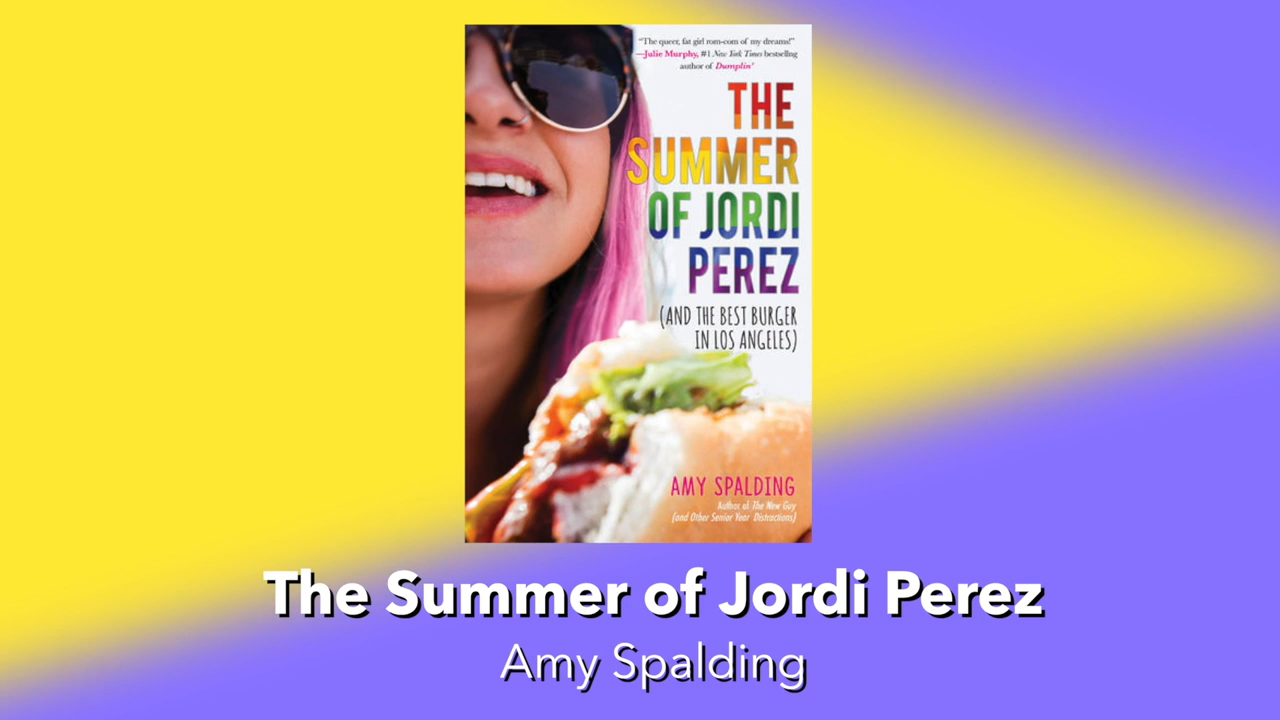 "The queer, fat girl rom-com of my dreams!"
—Julie Murphy, #1 New York Times bestsellng
author of Dumplin'
THE
SUMMER
OF JORDI
PEREZ
(AND THE BEST BURGER
IN LOS ANGELES)
AMY SPALDING
Author of The New Guy
(and Other Senior Year Distractions)
The Summer of Jordi Perez
Amy Spalding